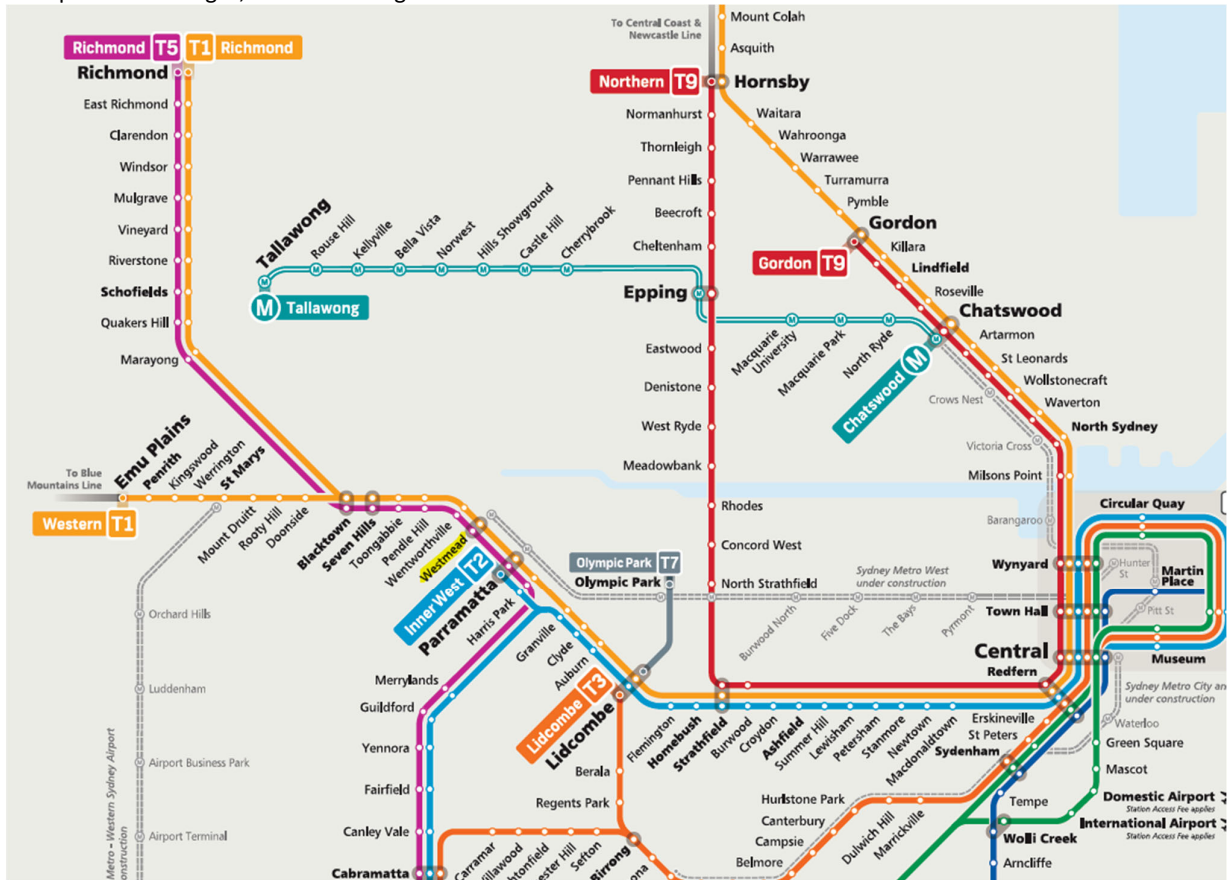 To Central Coast &
Newcastle Line
Mount Colah
Asquith
Richmond T5 T1 Richmond
Richmond
Northern T9
Hornsby
East Richmond
Clarendon
Windsor
Mulgrave
Vineyard
Riverstone
Schofields
Quakers Hill
Marayong
Normanhurst
Thornleigh
Pennant Hills
Beecroft
Cheltenham
Epping
Waitara
Wahroonga
Warrawee
Turramurra
Pymble
Gordon
Gordon T9
Killara
Lindfield
Roseville
Chatswood
Tallawong
Rouse Hill
Kellyville
Bella Vista
Norwest
Hills Showground
Castle Hill
Cherrybrook
M Tallawong
Macquarie
University
Macquarie Park
North Ryde
Chatswood M
Artarmon
St Leonards
Wollstonecraft
Waverton
North Sydney
Milsons Point
Crows Nest
Victoria Cross
Barangaroo
Eastwood
Denistone
West Ryde
Meadowbank
Rhodes
Concord West
North Strathfield
To Blue
Mountains Line
Emu Plains
Penrith
Kingswood
Werrington
St Marys
Western T1
Mount Druitt
Rooty Hill
Doonside
Blacktown
Seven Hills
Toongabbie
Pendle Hill
Wentworthville
Westmead
Inner West T2
Parramatta
Harris Park
Granville
Clyde
Auburn
Lidcombe T3
Lidcombe
Olympic Park T7
Olympic Park
Sydney Metro West
under construction
Burwood North
Five Dock
The Bays
Pyrmont
Circular Quay
Wynyard
Hunter
St
Martin
Place
Town Hall
Pitt St
Central
Redfern
Museum
Sydney Metro City an
under construction
Waterloo
Green Square
Mascot
Domestic Airport
Station Access Fee applies
International Airport
Station Access Fee applies
Flemington
Homebush
Strathfield
Burwood
Croydon
Ashfield
Summer Hill
Lewisham
Petersham
Stanmore
Newtown
Macdonaldtown
Erskineville
St Peters
Sydenham
Tempe
Wolli Creek
Arncliffe
Orchard Hills
Luddenham
Airport Business Park
Airport Terminal
Metro – Western Sydney Airport
onstruction
Merrylands
Guildford
Yennora
Fairfield
Canley Vale
Cabramatta
Berala
Regents Park
Carramar
illawood
htonfield
ester Hill
Sefton
Birrong
ona
Hurlstone Park
Canterbury
Campsie
Belmore
Dulwich Hill
Marrickville